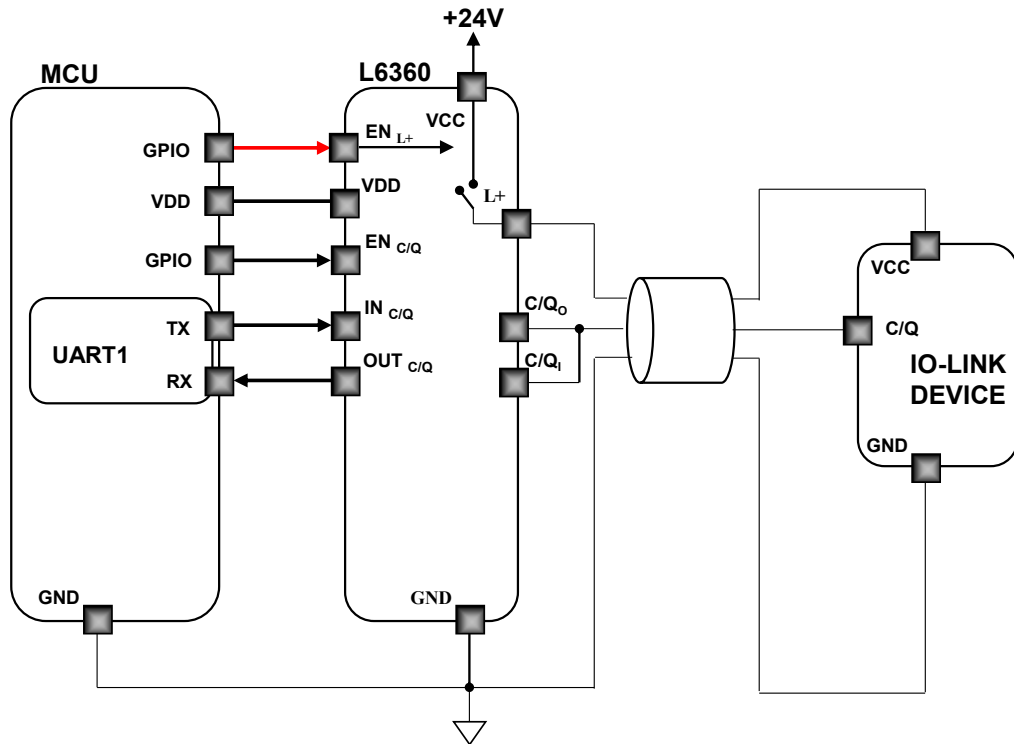 +24V
MCU
L6360
VCC
GPIO
EN L+
VDD
VDD
L+
GPIO
EN C/Q
VCC
C/QO
TX
IN C/Q
C/Q
UART1
C/QI
RX
OUT C/Q
IO-LINK
DEVICE
GND
GND
GND